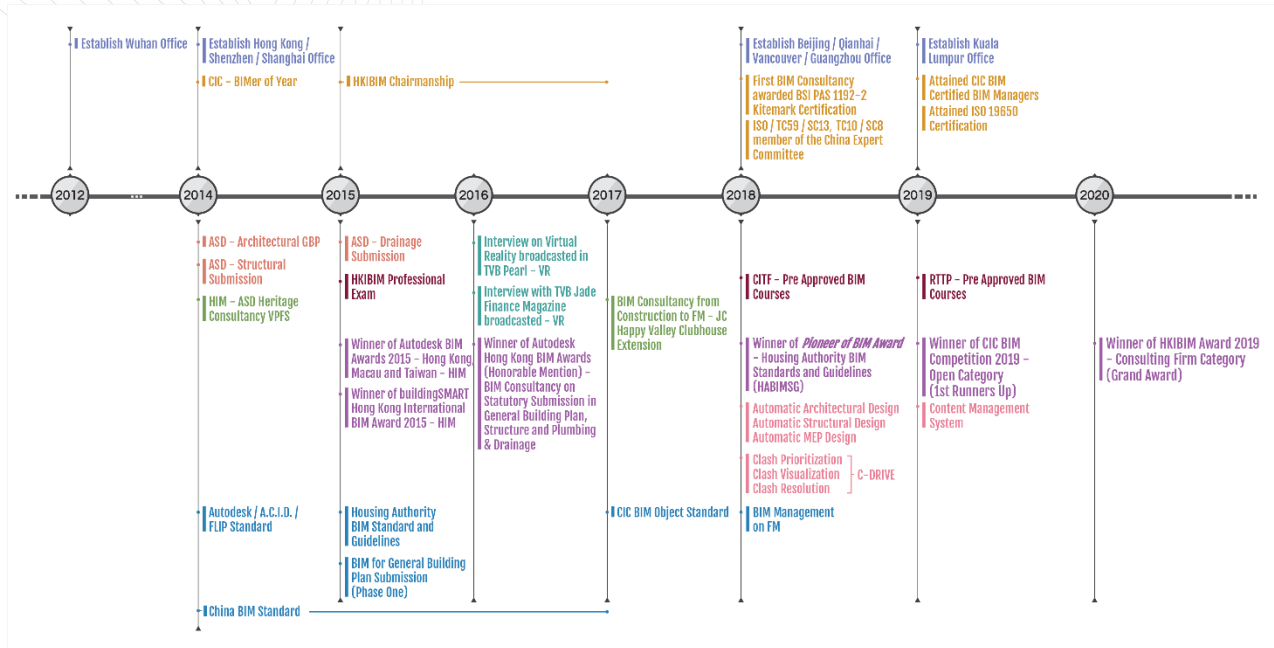 Establish Wuhan Office
Establish Hong Kong /
Shenzhen / Shanghai Office
CIC – BIMer of Year
HKIBIM Chairmanship
Establish Beijing / Qianhai /
Vancouver / Guangzhou Office
First BIM Consultancy
awarded BSI PAS 1192-2
Kitemark Certification
ISO / TC59 / SC13, TC10 / SC8
member of the China Expert
Committee
Establish Kuala
Lumpur Office
Attained CIC BIM
Certified BIM Managers
Attained ISO 19650
Certification
2012
...
2014
2015
2016
2017
2018
2019
2020
ASD – Architectural GBP
ASD – Structural
Submission
HIM – ASD Heritage
Consultancy VPFS
Autodesk / A.C.I.D. /
FLIP Standard
China BIM Standard
ASD – Drainage
Submission
HKIBIM Professional
Exam
Winner of Autodesk BIM
Awards 2015 – Hong Kong,
Macau and Taiwan – HIM
Winner of buildingSMART
Hong Kong International
BIM Award 2015 – HIM
Housing Authority
BIM Standard and
Guidelines
BIM for General Building
Plan Submission
(Phase One)
Interview on Virtual
Reality broadcasted in
TVB Pearl – VR
Interview with TVB Jade
Finance Magazine
broadcasted – VR
Winner of Autodesk
Hong Kong BIM Awards
(Honorable Mention) –
BIM Consultancy on
Statutory Submission in
General Building Plan,
Structure and Plumbing
& Drainage
BIM Consultancy from
Construction to FM – JC
Happy Valley Clubhouse
Extension
CIC BIM Object Standard
CITF – Pre Approved BIM
Courses
Winner of Pioneer of BIM Award
– Housing Authority BIM
Standards and Guidelines
(HABIMSG)
Automatic Architectural Design
Automatic Structural Design
Automatic MEP Design
Clash Prioritization
Clash Visualization
Clash Resolution
C-DRIVE
BIM Management
on FM
RTTP – Pre Approved BIM
Courses
Winner of CIC BIM
Competition 2019 –
Open Category
(1st Runners Up)
Content Management
System
Winner of HKIBIM Award 2019
– Consulting Firm Category
(Grand Award)